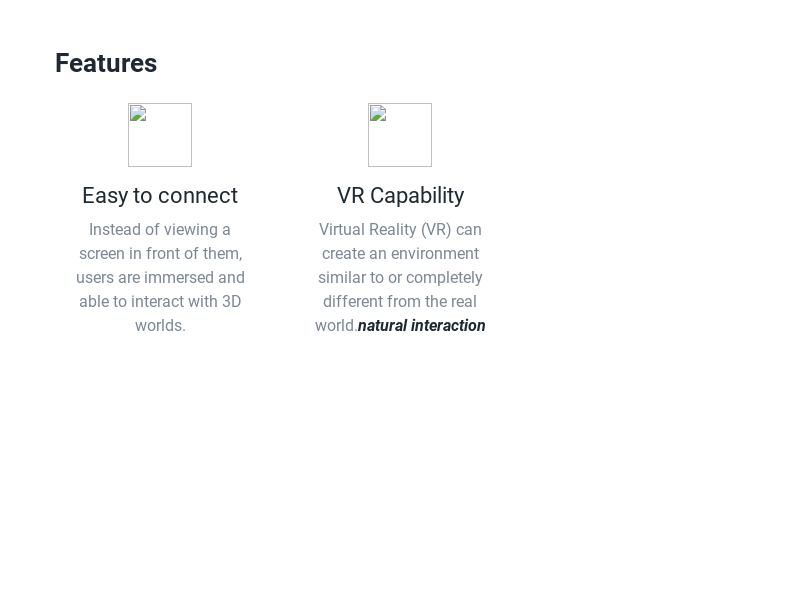 Features
Easy to connect
Instead of viewing a
screen in front of them,
users are immersed and
able to interact with 3D
worlds.
VR Capability
Virtual Reality (VR) can
create an environment
similar to or completely
different from the real
world.natural interaction